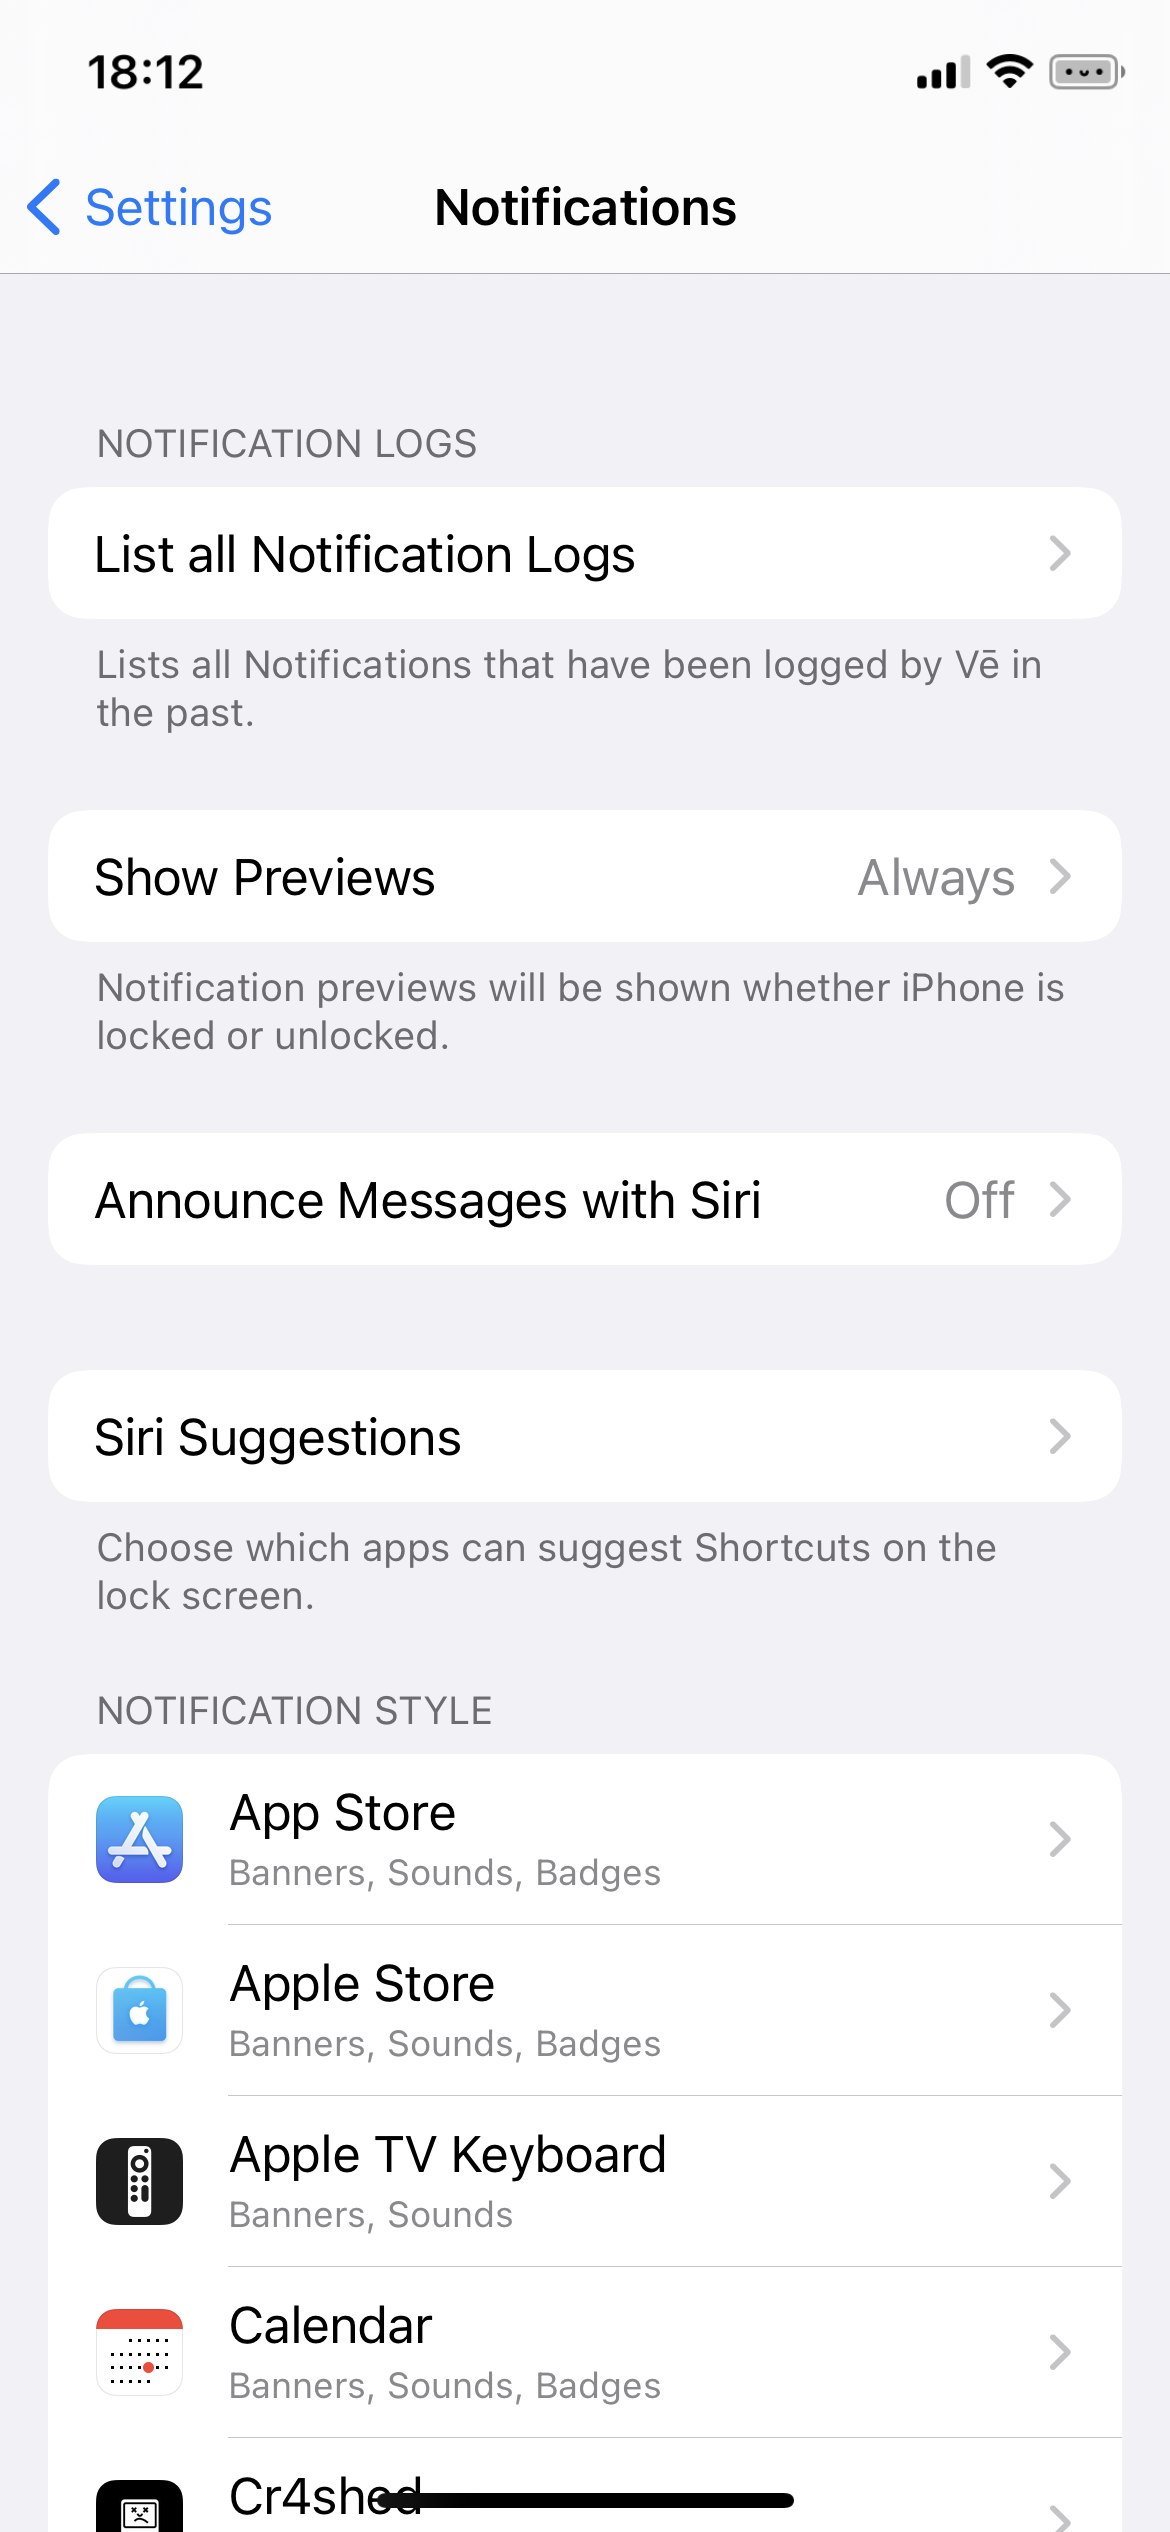 18:12
Settings
Notifications
NOTIFICATION LOGS
List all Notification Logs
Lists all Notifications that have been logged by Vē in
the past.
Show Previews Always
Notification previews will be shown whether iPhone is
locked or unlocked.
Announce Messages with Siri Off
Siri Suggestions
Choose which apps can suggest Shortcuts on the
lock screen.
NOTIFICATION STYLE
App Store
Banners, Sounds, Badges
Apple Store
Banners, Sounds, Badges
Apple TV Keyboard
Banners, Sounds
Calendar
Banners, Sounds, Badges
Cr4shed